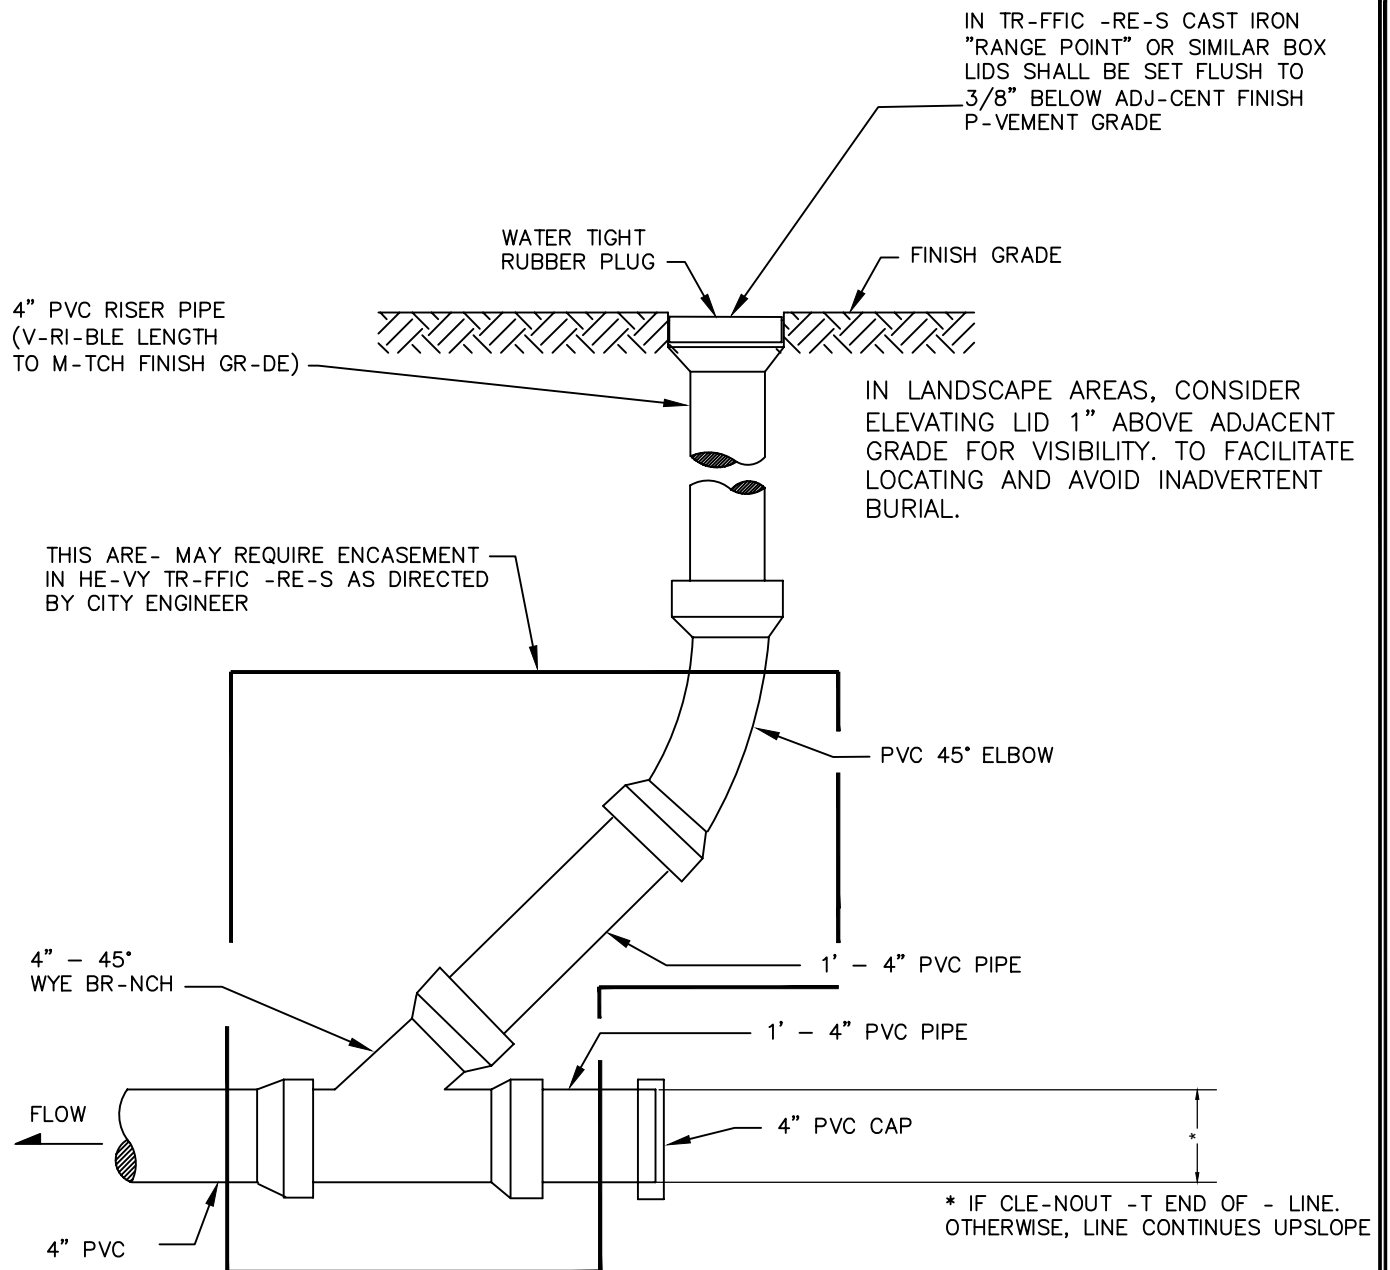 IN TR-FFIC -RE-S CAST IRON
"RANGE POINT" OR SIMILAR BOX
LIDS SHALL BE SET FLUSH TO
3/8" BELOW ADJ-CENT FINISH
P-VEMENT GRADE
WATER TIGHT
RUBBER PLUG
FINISH GRADE
4" PVC RISER PIPE
(V-RI-BLE LENGTH
TO M-TCH FINISH GR-DE)
IN LANDSCAPE AREAS, CONSIDER
ELEVATING LID 1" ABOVE ADJACENT
GRADE FOR VISIBILITY. TO FACILITATE
LOCATING AND AVOID INADVERTENT
BURIAL.
THIS ARE- MAY REQUIRE ENCASEMENT
IN HE-VY TR-FFIC -RE-S AS DIRECTED
BY CITY ENGINEER
PVC 45° ELBOW
4" – 45°
WYE BR-NCH
1' – 4" PVC PIPE
1' – 4" PVC PIPE
FLOW
4" PVC CAP
*
* IF CLE-NOUT -T END OF - LINE.
OTHERWISE, LINE CONTINUES UPSLOPE
4" PVC